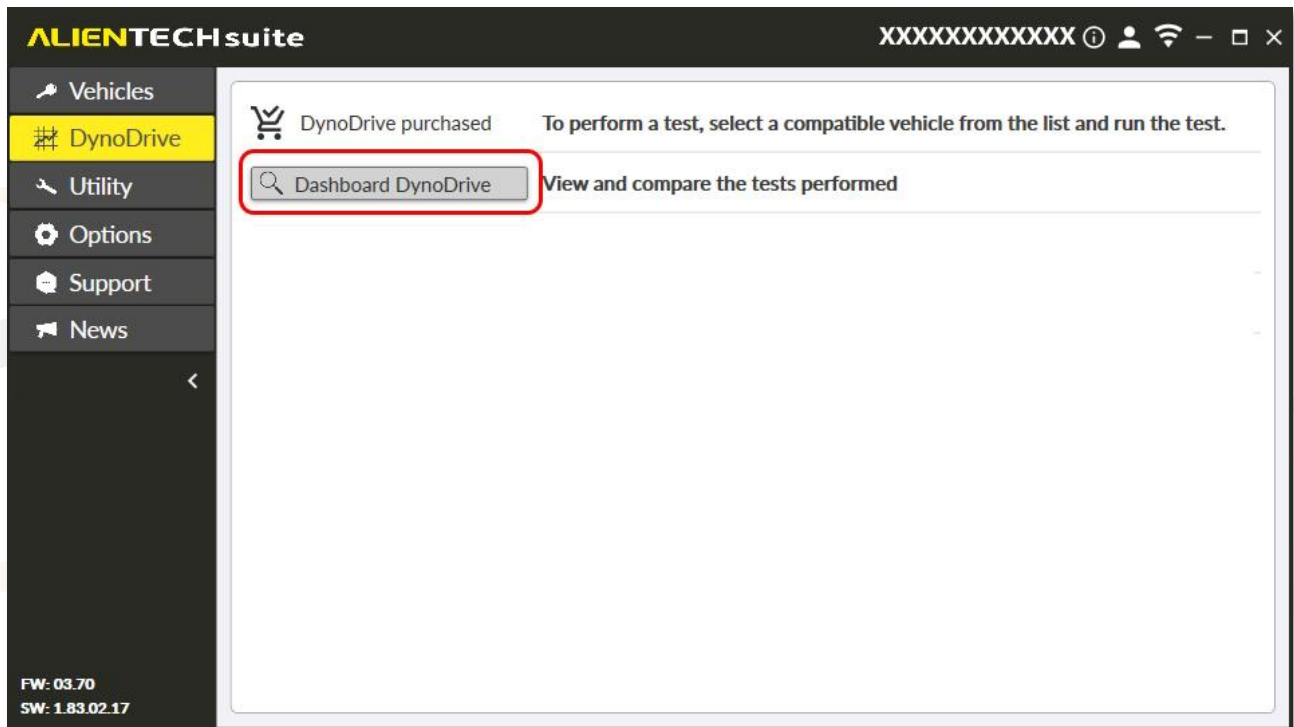 ALIENTECH suite
XXXXXXXXXXXX
Vehicles
DynoDrive
Utility
Options
Support
News
DynoDrive purchased To perform a test, select a compatible vehicle from the list and run the test.
Dashboard DynoDrive View and compare the tests performed
FW: 03.70
SW: 1.83.02.17